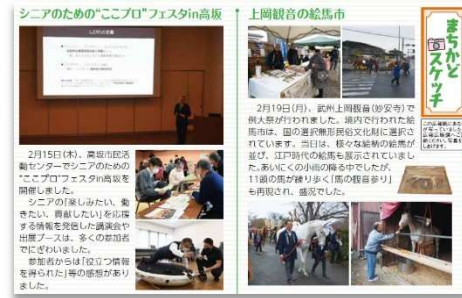 シニアのための“ここプロ”フェスタin高坂
2月15日(木)、高坂市民活
動センターでシニアのための
“ここプロ”フェスタin高坂を
開催しました。
シニアの「楽しみたい、働
きたい、貢献したい」を応援
する情報を発信した講演会や
出展ブースは、多くの参加者
でにぎわいました。
参加者からは「役立つ情報
を得られた」等の感想があり
ました。
上岡観音の絵馬市
2月19日(月)、武州上岡観音(妙安寺)で
例大祭が行われました。境内で行われた絵
馬市は、国の選択無形民俗文化財に選択さ
れています。当日は、様々な絵柄の絵馬が
並び、江戸時代の絵馬も展示されていまし
た。あいにくの小雨の降る中でしたが、
11頭の馬が練り歩く「馬の観音参り」
も再現され、盛況でした。
まちかど
スケッチ